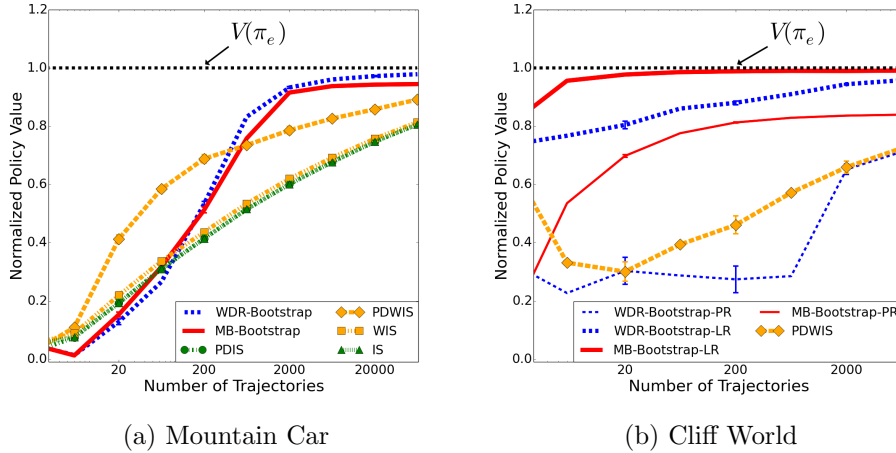 1.2
1.0
0.8
0.6
0.4
0.2
0.0
Normalized Policy Value
V(π_e)
WDR-Bootstrap
MB-Bootstrap
PDIS
PDWIS
WIS
IS
20
200
2000
20000
Number of Trajectories
(a) Mountain Car
1.2
1.0
0.8
0.6
0.4
0.2
0.0
Normalized Policy Value
V(π_e)
WDR-Bootstrap-PR
WDR-Bootstrap-LR
MB-Bootstrap-LR
MB-Bootstrap-PR
PDWIS
20
200
2000
Number of Trajectories
(b) Cliff World